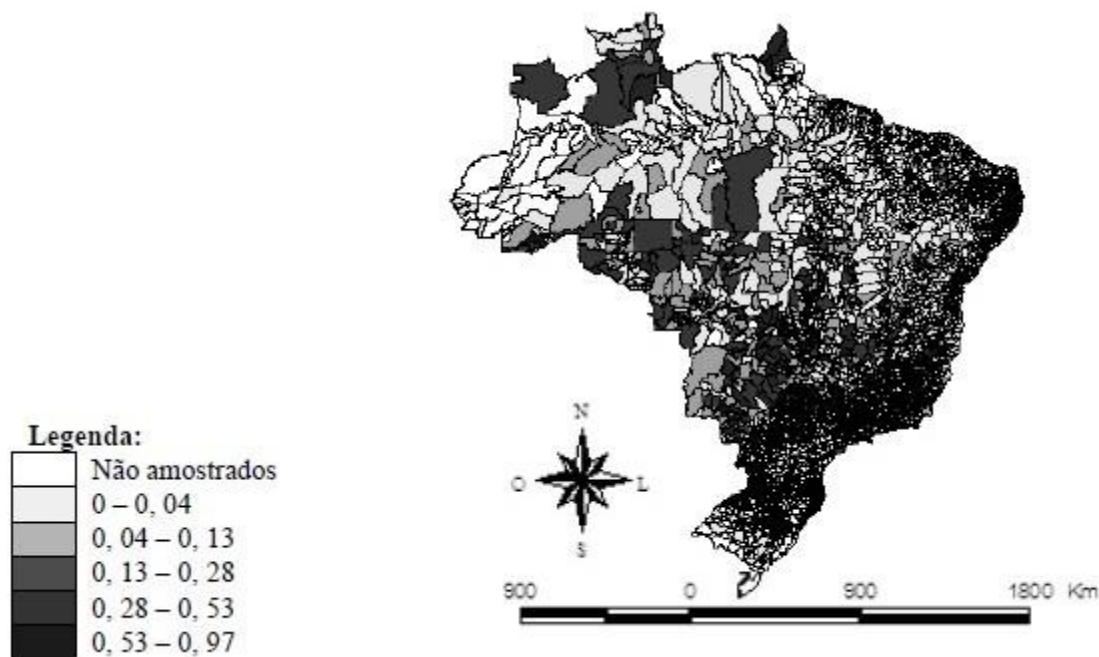 N
O
L
S
Legenda:
Não amostrados
0 – 0, 04
0, 04 – 0, 13
0, 13 – 0, 28
0, 28 – 0, 53
0, 53 – 0, 97
900 0 900 1800 Km